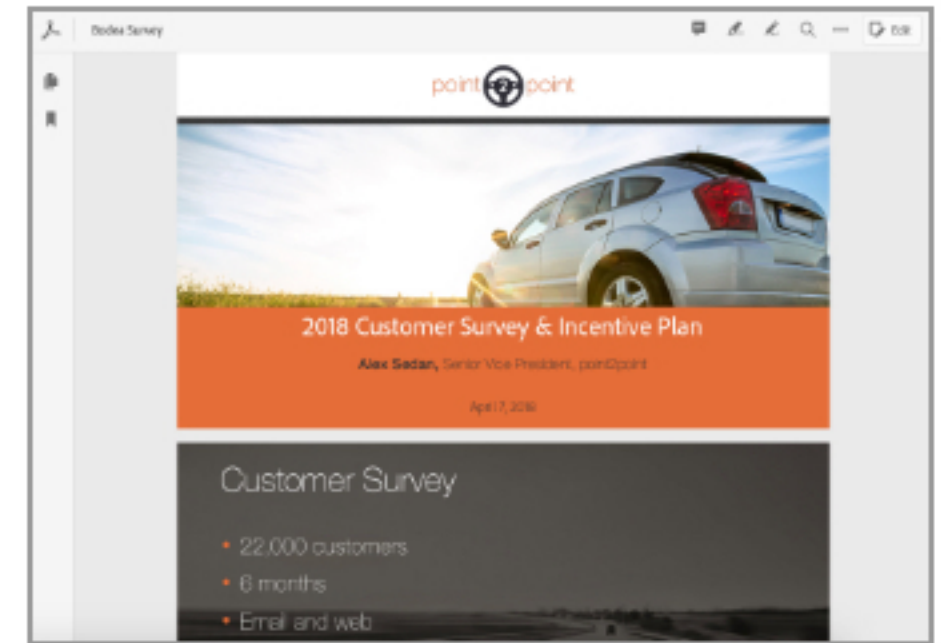 Bodea Survey
Edit
point 2 point
2018 Customer Survey & Incentive Plan
Alex Sedan, Senior Vice President, point2point
April 7, 2018
Customer Survey
• 22,000 customers
• 6 months
• Email and web